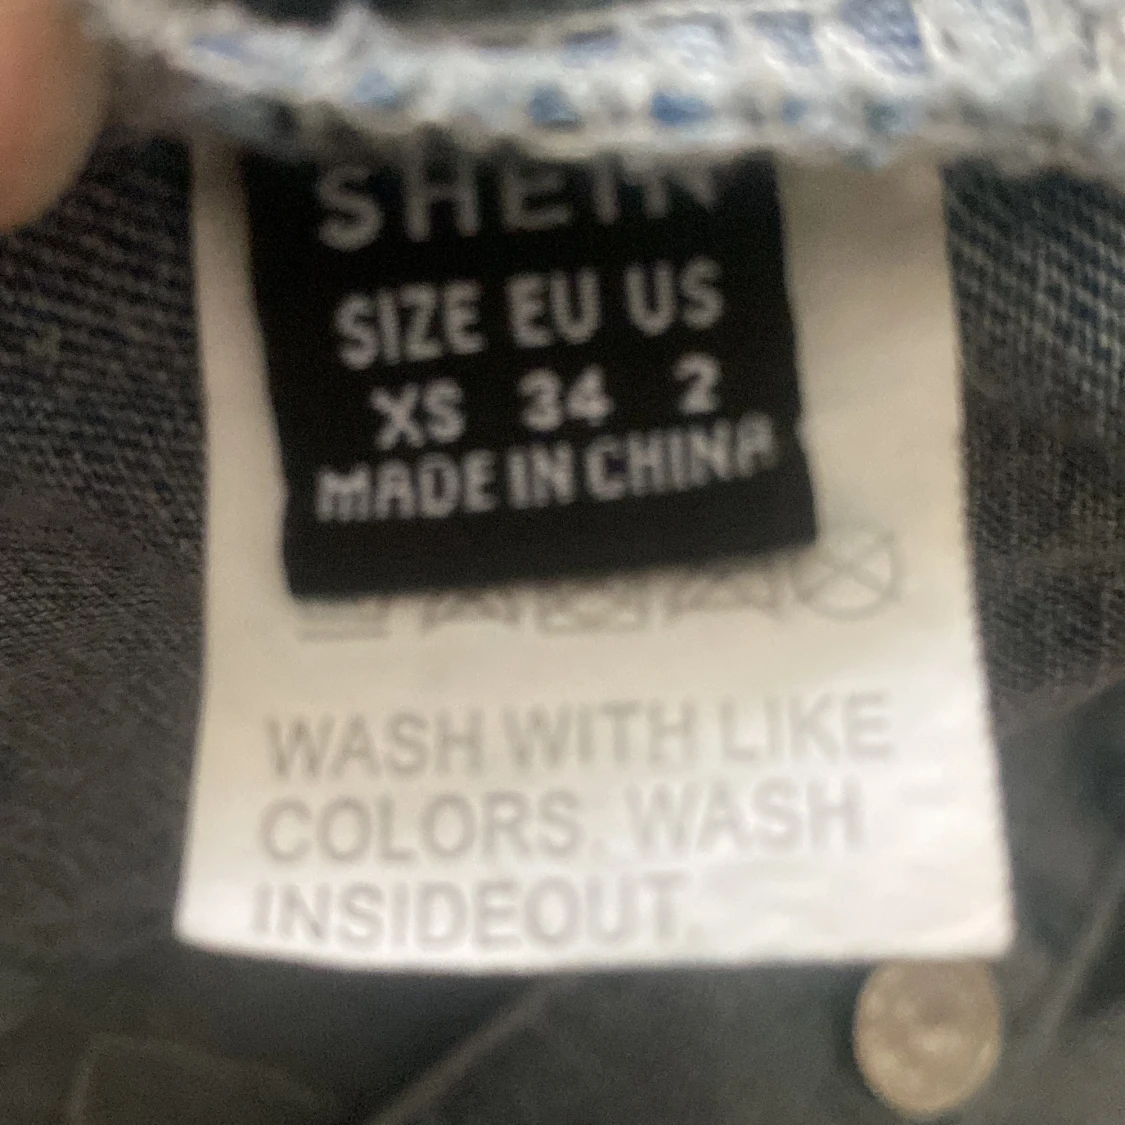 SHEIN
SIZE EU US
XS 34 2
MADE IN CHINA
WASH WITH LIKE
COLORS. WASH
INSIDEOUT.